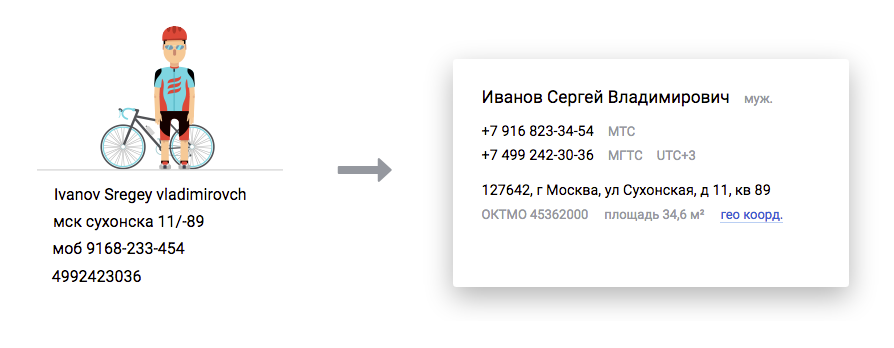 Ivanov Sregey vladimirovch
мск сухонска 11/-89
моб 9168-233-454
4992423036
Иванов Сергей Владимирович муж.
+7 916 823-34-54 МТС
+7 499 242-30-36 МГТС UTC+3
127642, г Москва, ул Сухонская, д 11, кв 89
ОКТМО 45362000 площадь 34,6 м² гео коорд.